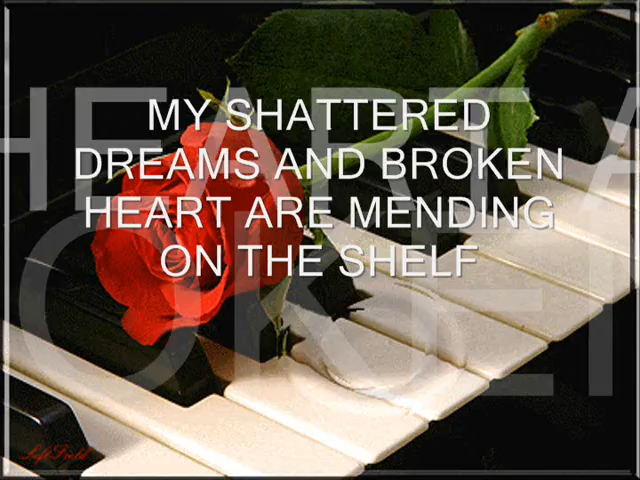 MY SHATTERED
DREAMS AND BROKEN
HEART ARE MENDING
ON THE SHELF